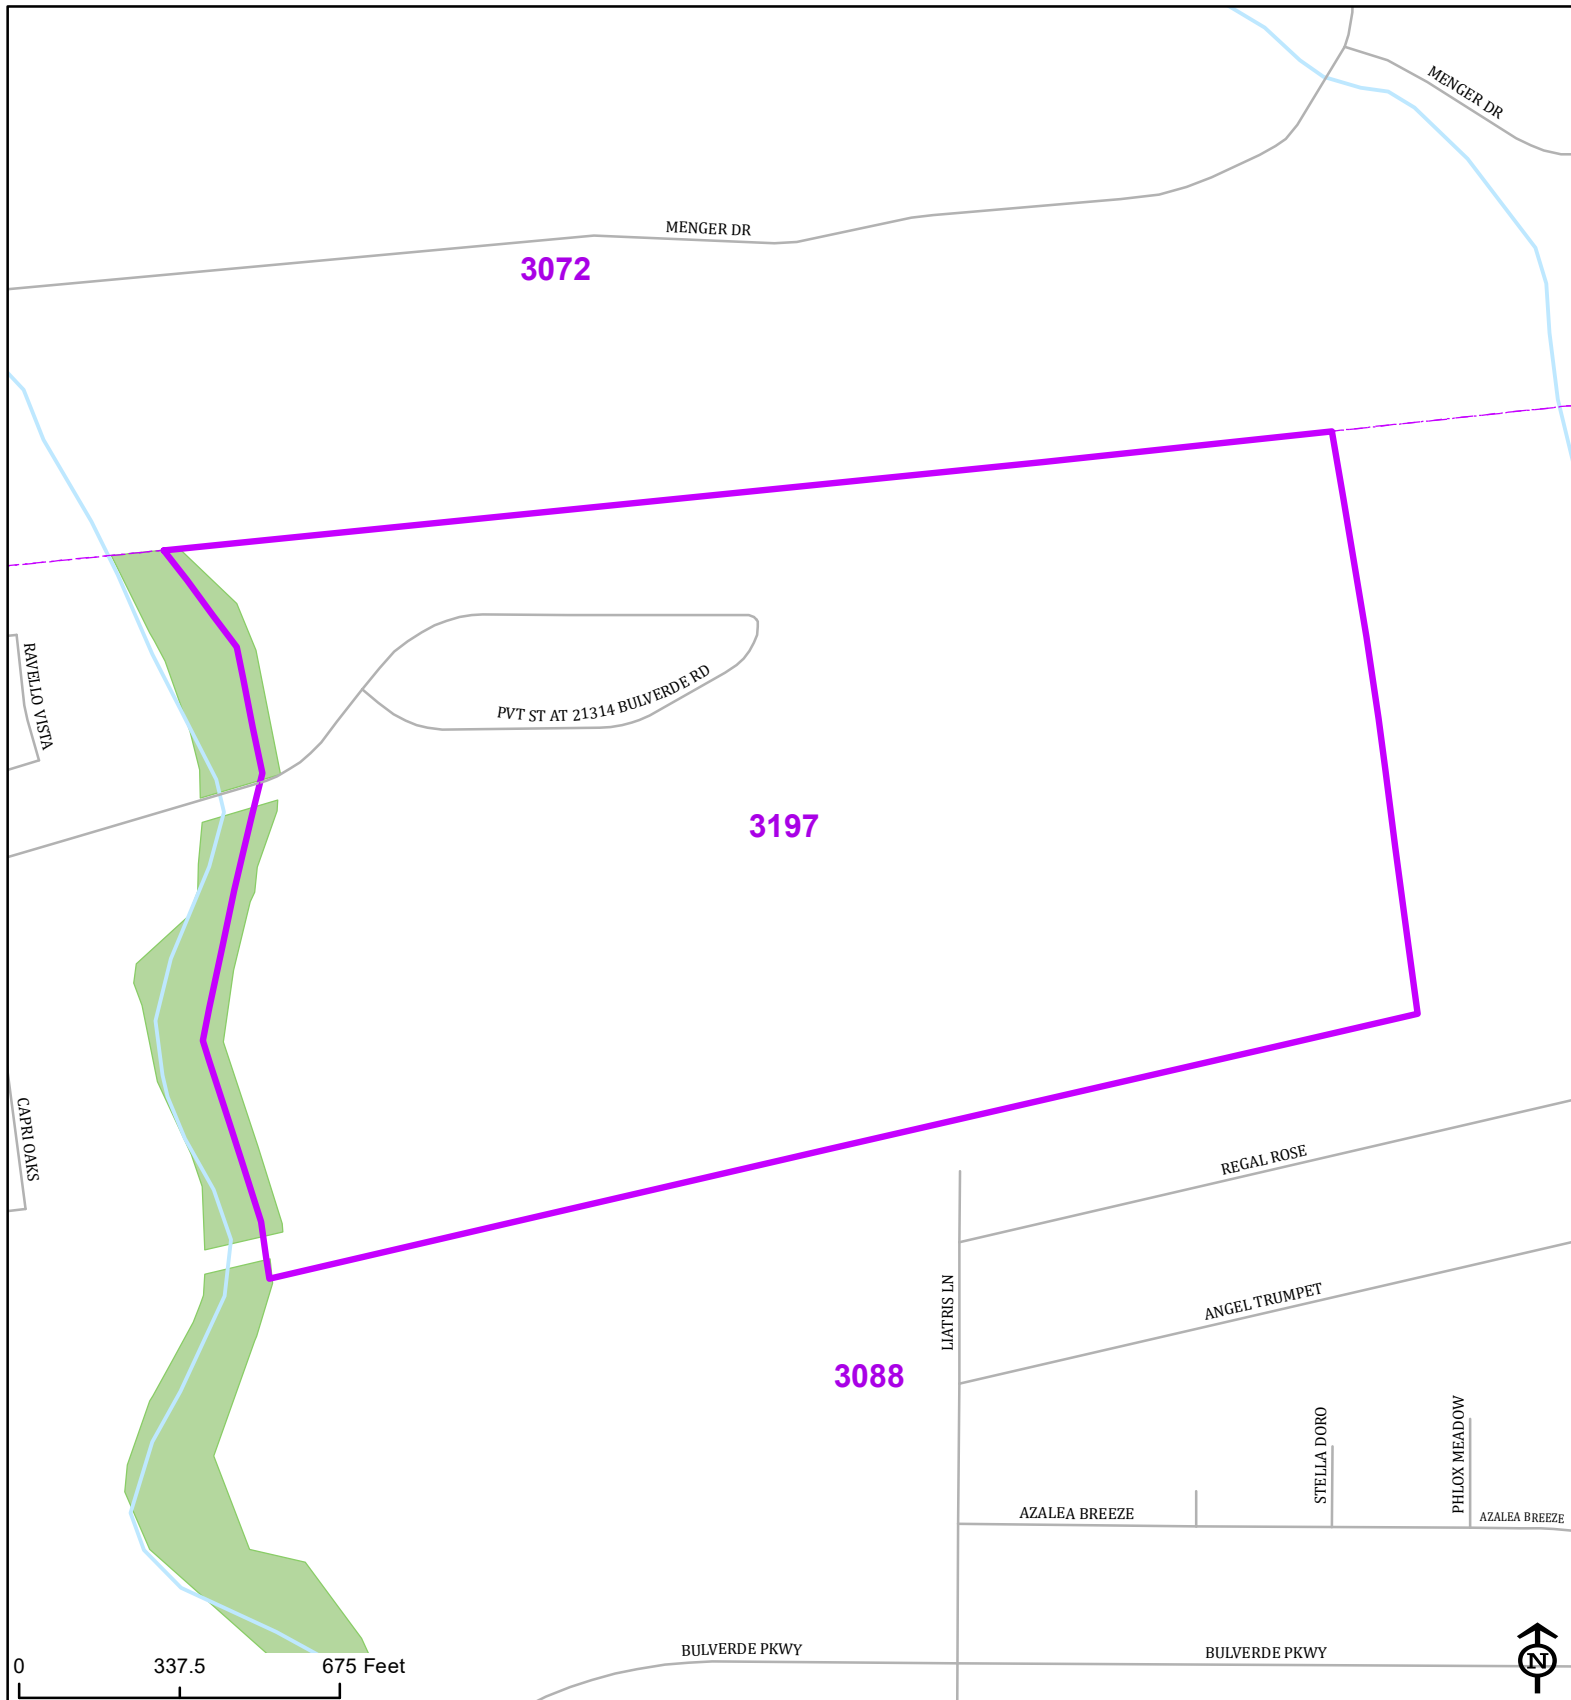 MENGER DR
MENGER DR
3072
RAVELLO VISTA
PVT ST AT 21314 BULVERDE RD
3197
CAPRI OAKS
REGAL ROSE
LIATRIS LN
ANGEL TRUMPET
3088
STELLA DORO
PHLOX MEADOW
AZALEA BREEZE
AZALEA BREEZE
BULVERDE PKWY
BULVERDE PKWY
0 337.5 675 Feet
N